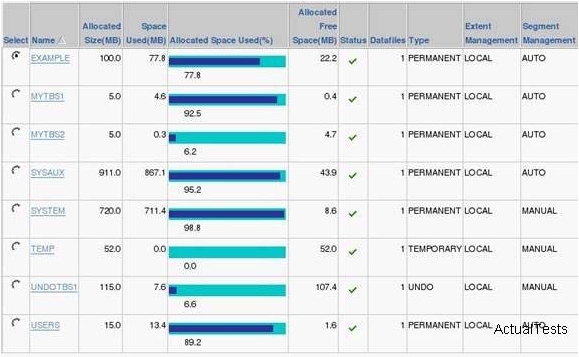 Select Name Allocated Size(MB) Space Used(MB) Allocated Space Used(%) Allocated Free Space(MB) Status Datafiles Type Extent Management Segment Management
EXAMPLE 100.0 77.8 77.8 22.2 1 PERMANENT LOCAL AUTO
MYTBS1 5.0 4.6 92.5 0.4 1 PERMANENT LOCAL AUTO
MYTBS2 5.0 0.3 6.2 4.7 1 PERMANENT LOCAL AUTO
SYSAUX 911.0 867.1 95.2 43.9 1 PERMANENT LOCAL AUTO
SYSTEM 720.0 711.4 98.8 8.6 1 PERMANENT LOCAL MANUAL
TEMP 52.0 0.0 0.0 52.0 1 TEMPORARY LOCAL MANUAL
UNDOTBS1 115.0 7.6 6.6 107.4 1 UNDO LOCAL MANUAL
USERS 15.0 13.4 89.2 1.6 1 PERMANENT LOCAL AUTO
ActualTests